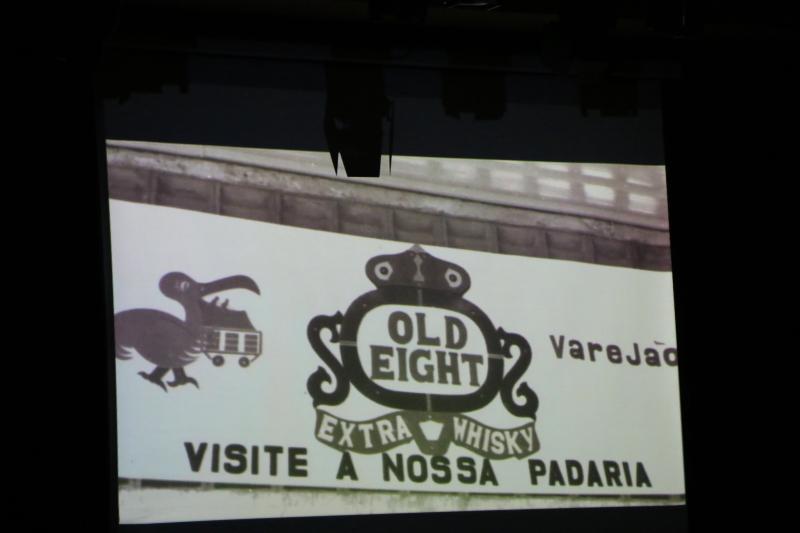 OLD
EIGHT
VareJão
EXTRA WHISKY
VISITE A NOSSA PADARIA